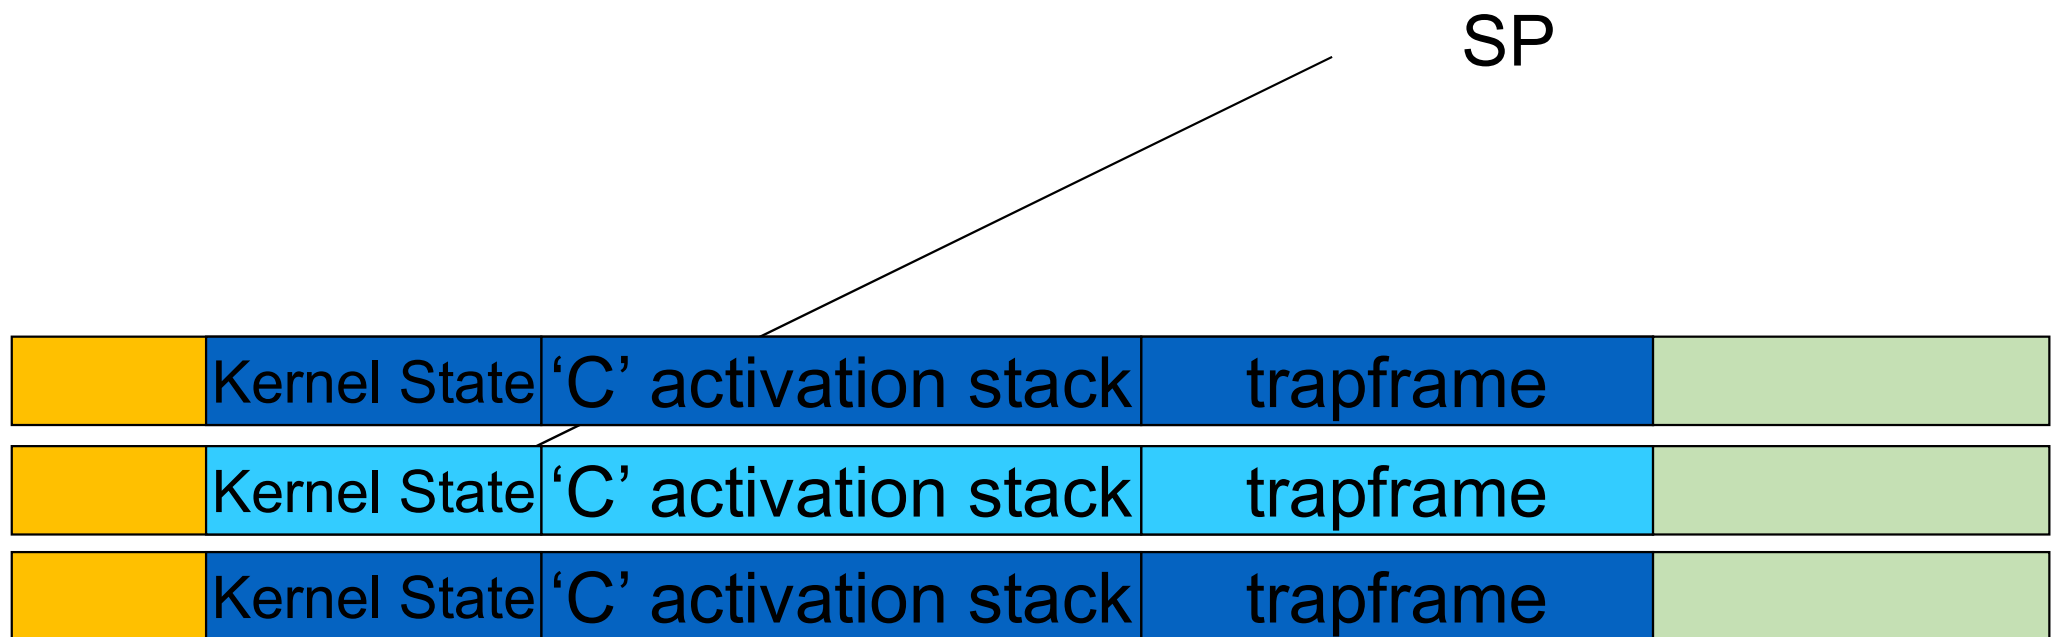 SP
Kernel State ‘C’ activation stack trapframe
Kernel State ‘C’ activation stack trapframe
Kernel State ‘C’ activation stack trapframe